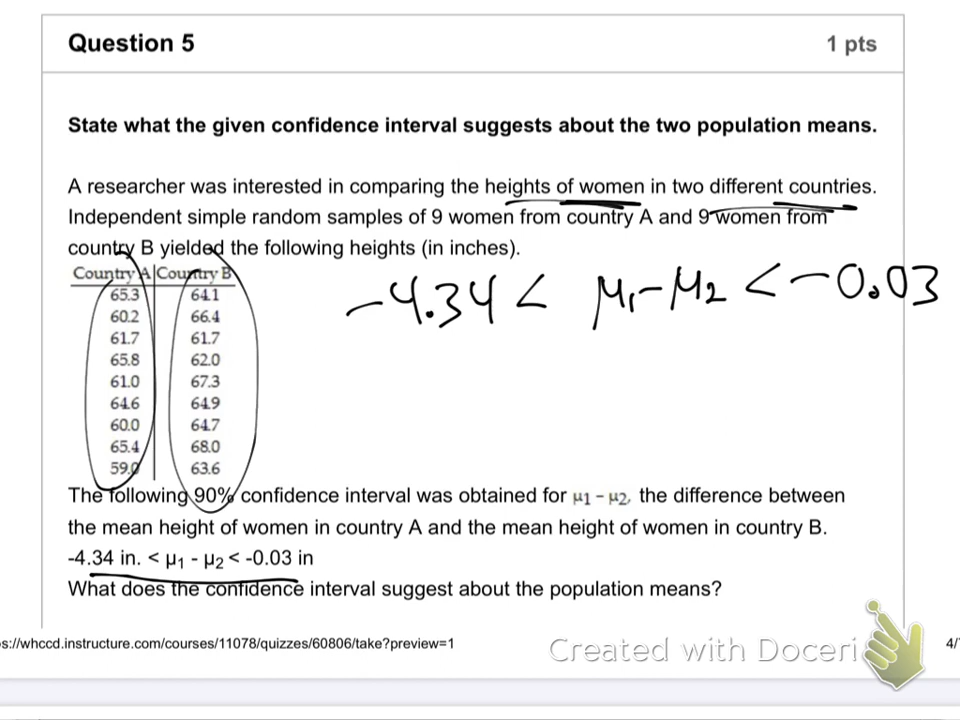 Question 5 1 pts
State what the given confidence interval suggests about the two population means.
A researcher was interested in comparing the heights of women in two different countries.
Independent simple random samples of 9 women from country A and 9 women from
country B yielded the following heights (in inches).
Country A Country B
65.3 64.1
60.2 66.4
61.7 61.7
65.8 62.0
61.0 67.3
64.6 64.9
60.0 64.7
65.4 68.0
59.0 63.6
-4.34 < μ1-μ2 < -0.03
The following 90% confidence interval was obtained for μ1 - μ2, the difference between
the mean height of women in country A and the mean height of women in country B.
-4.34 in. < μ1 - μ2 < -0.03 in
What does the confidence interval suggest about the population means?
s://whccd.instructure.com/courses/11078/quizzes/60806/take?preview=1 4/
Created with Doceri